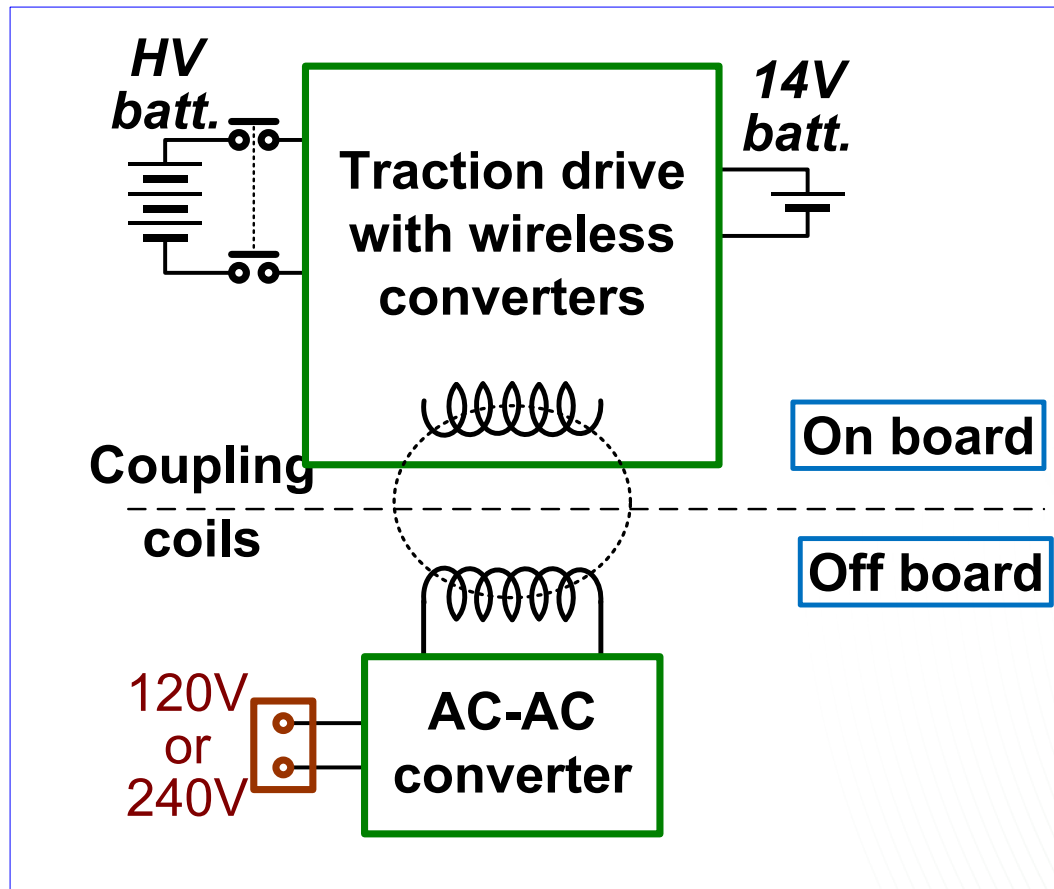 HV
batt.
14V
batt.
Traction drive
with wireless
converters
Coupling
coils
On board
Off board
120V
or
240V
AC-AC
converter